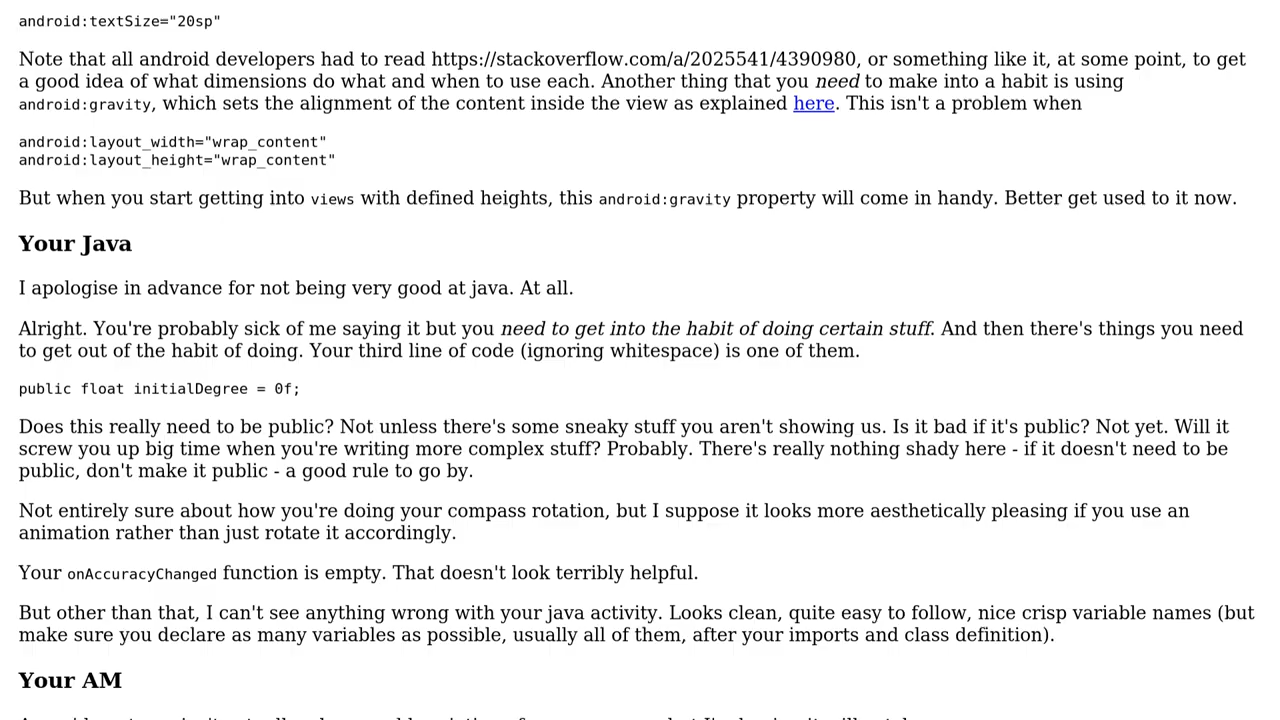 android:textSize="20sp"
Note that all android developers had to read https://stackoverflow.com/a/2025541/4390980, or something like it, at some point, to get
a good idea of what dimensions do what and when to use each. Another thing that you need to make into a habit is using
android:gravity, which sets the alignment of the content inside the view as explained here. This isn't a problem when
android:layout_width="wrap_content"
android:layout_height="wrap_content"
But when you start getting into views with defined heights, this android:gravity property will come in handy. Better get used to it now.
Your Java
I apologise in advance for not being very good at java. At all.
Alright. You're probably sick of me saying it but you need to get into the habit of doing certain stuff. And then there's things you need
to get out of the habit of doing. Your third line of code (ignoring whitespace) is one of them.
public float initialDegree = 0f;
Does this really need to be public? Not unless there's some sneaky stuff you aren't showing us. Is it bad if it's public? Not yet. Will it
screw you up big time when you're writing more complex stuff? Probably. There's really nothing shady here - if it doesn't need to be
public, don't make it public - a good rule to go by.
Not entirely sure about how you're doing your compass rotation, but I suppose it looks more aesthetically pleasing if you use an
animation rather than just rotate it accordingly.
Your onAccuracyChanged function is empty. That doesn't look terribly helpful.
But other than that, I can't see anything wrong with your java activity. Looks clean, quite easy to follow, nice crisp variable names (but
make sure you declare as many variables as possible, usually all of them, after your imports and class definition).
Your AM